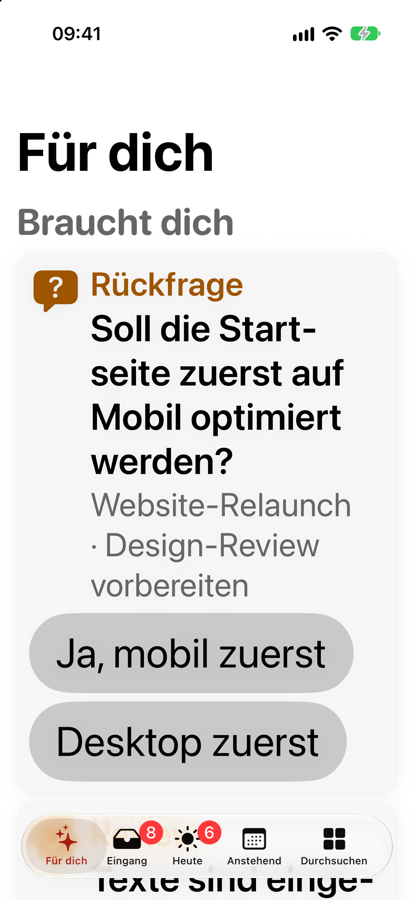 09:41
Für dich
Braucht dich
Rückfrage
Soll die Start-
seite zuerst auf
Mobil optimiert
werden?
Website-Relaunch
· Design-Review
vorbereiten
Ja, mobil zuerst
Desktop zuerst
8
6
Für dich
Eingang
Heute
Anstehend
Durchsuchen
Texte sind einge-